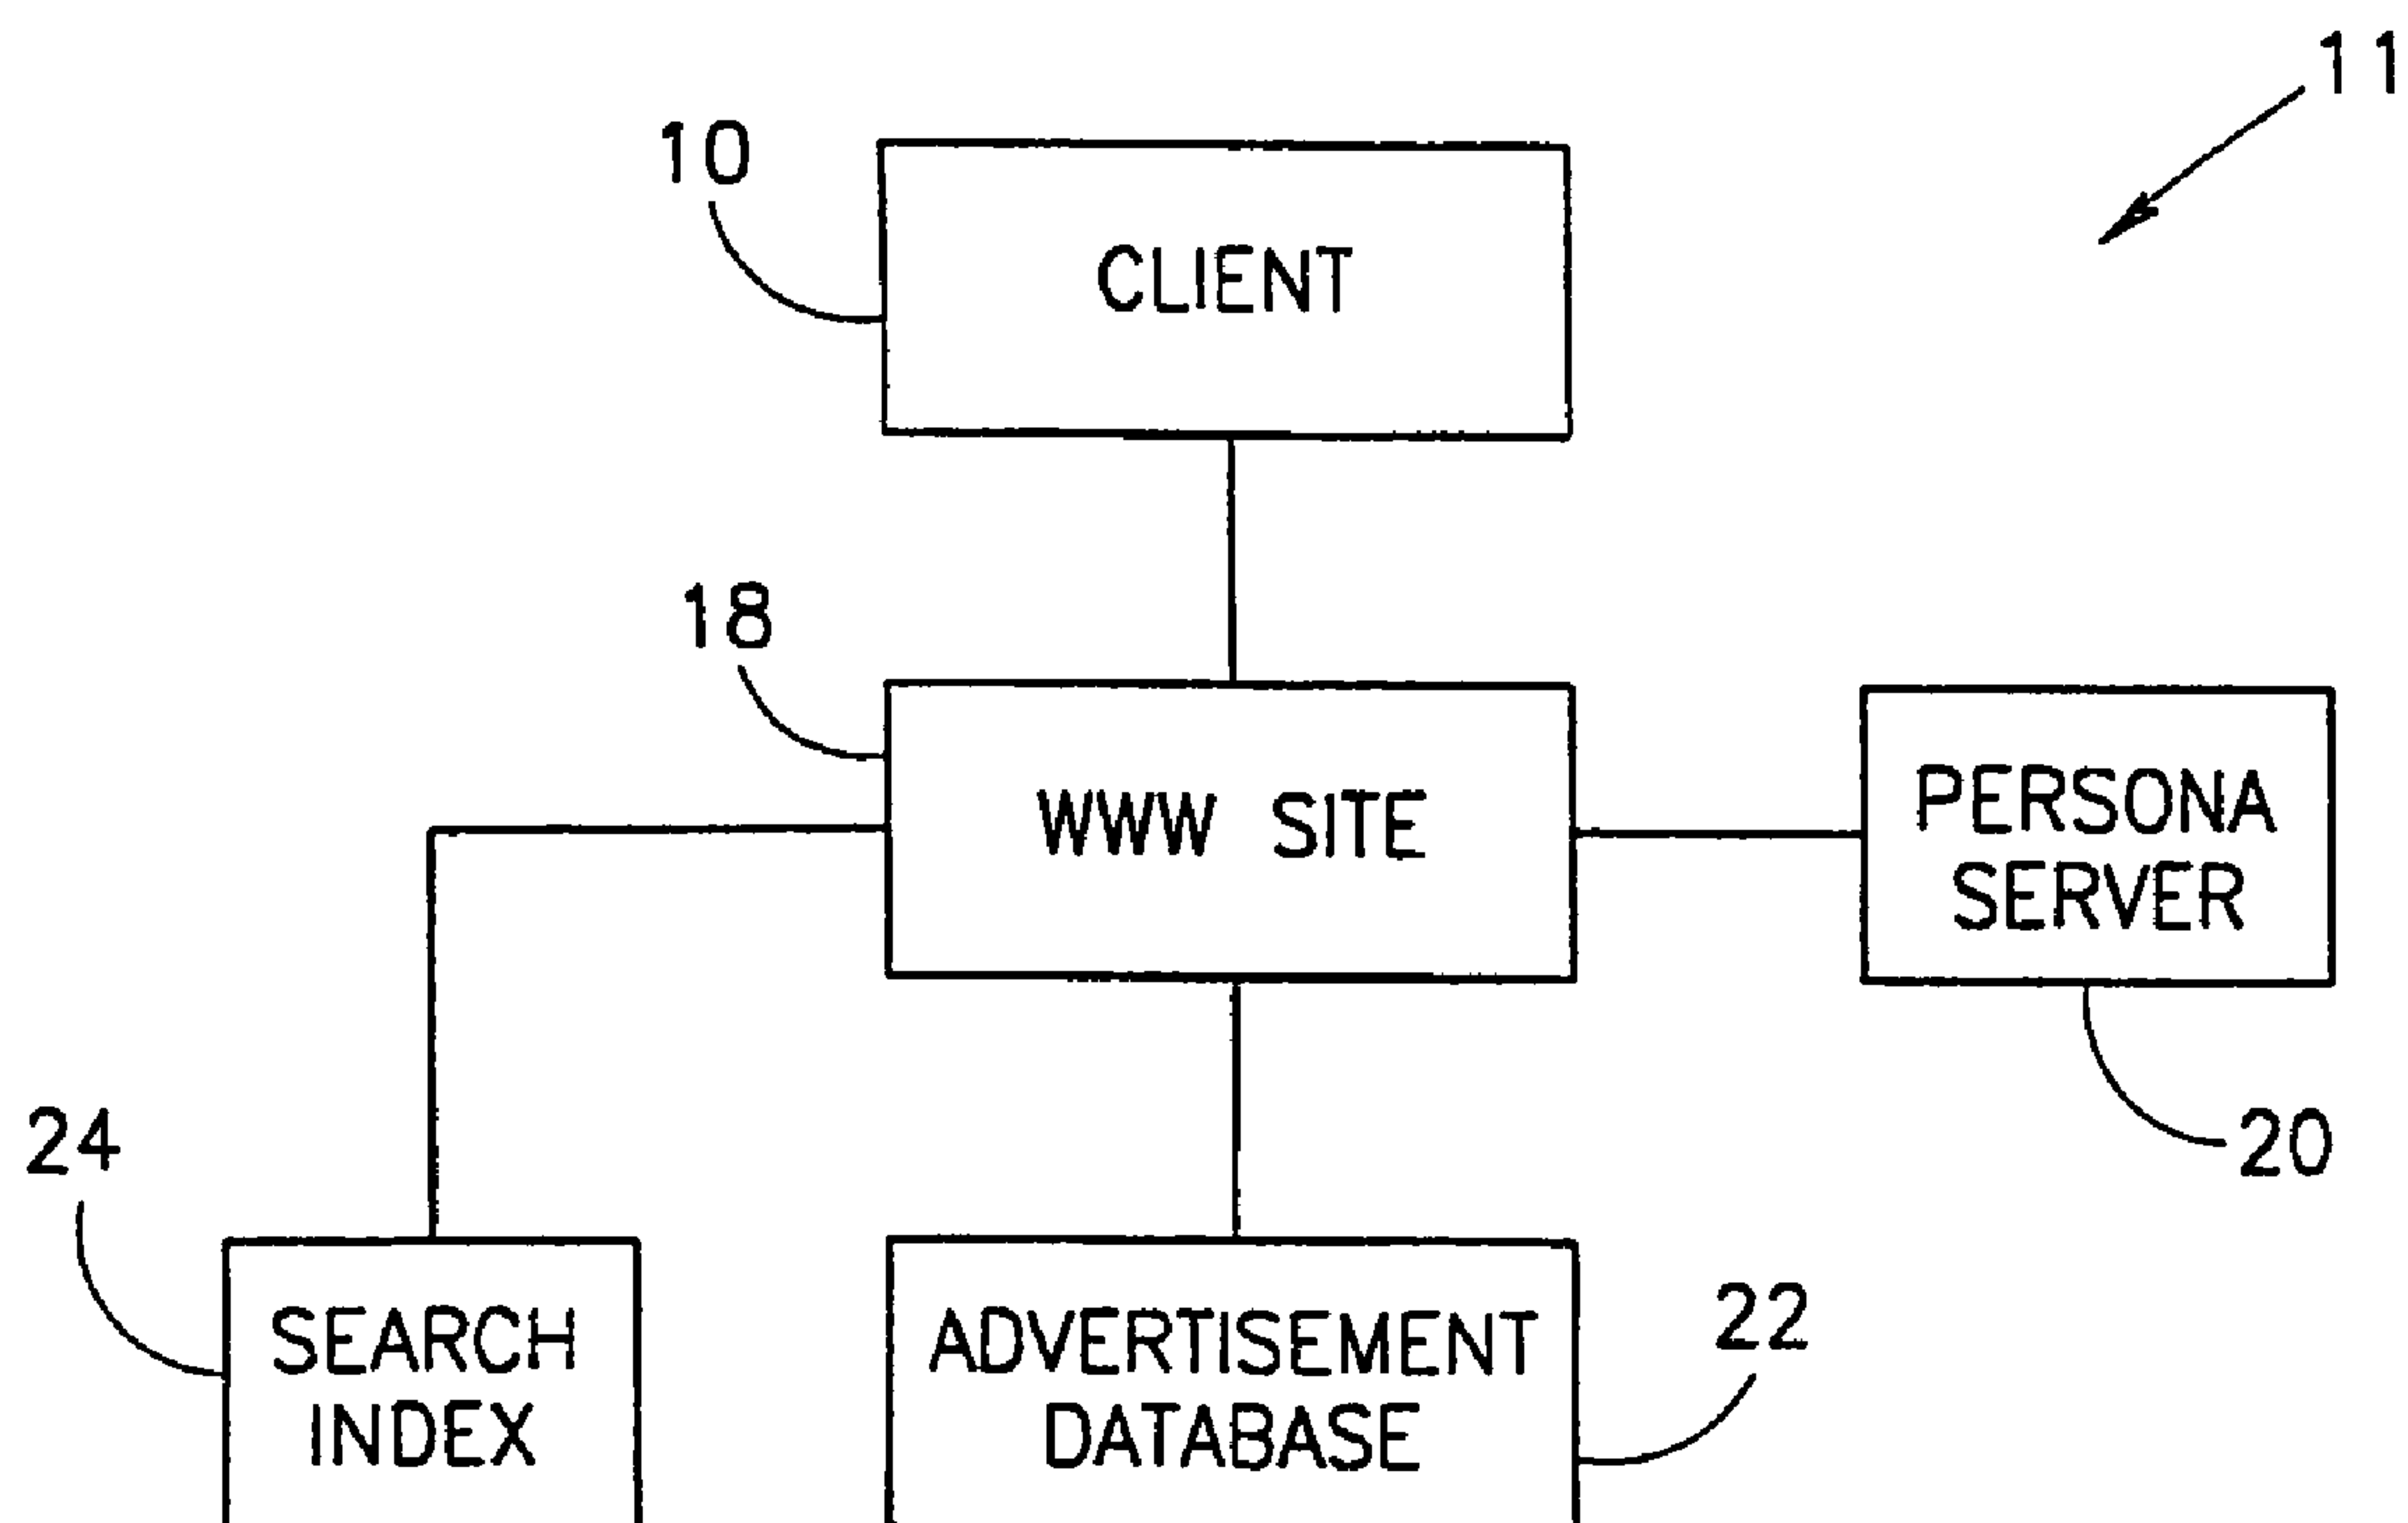 11
10
CLIENT
18
WWW SITE
PERSONA
SERVER
24
20
SEARCH
INDEX
ADVERTISEMENT
DATABASE
22